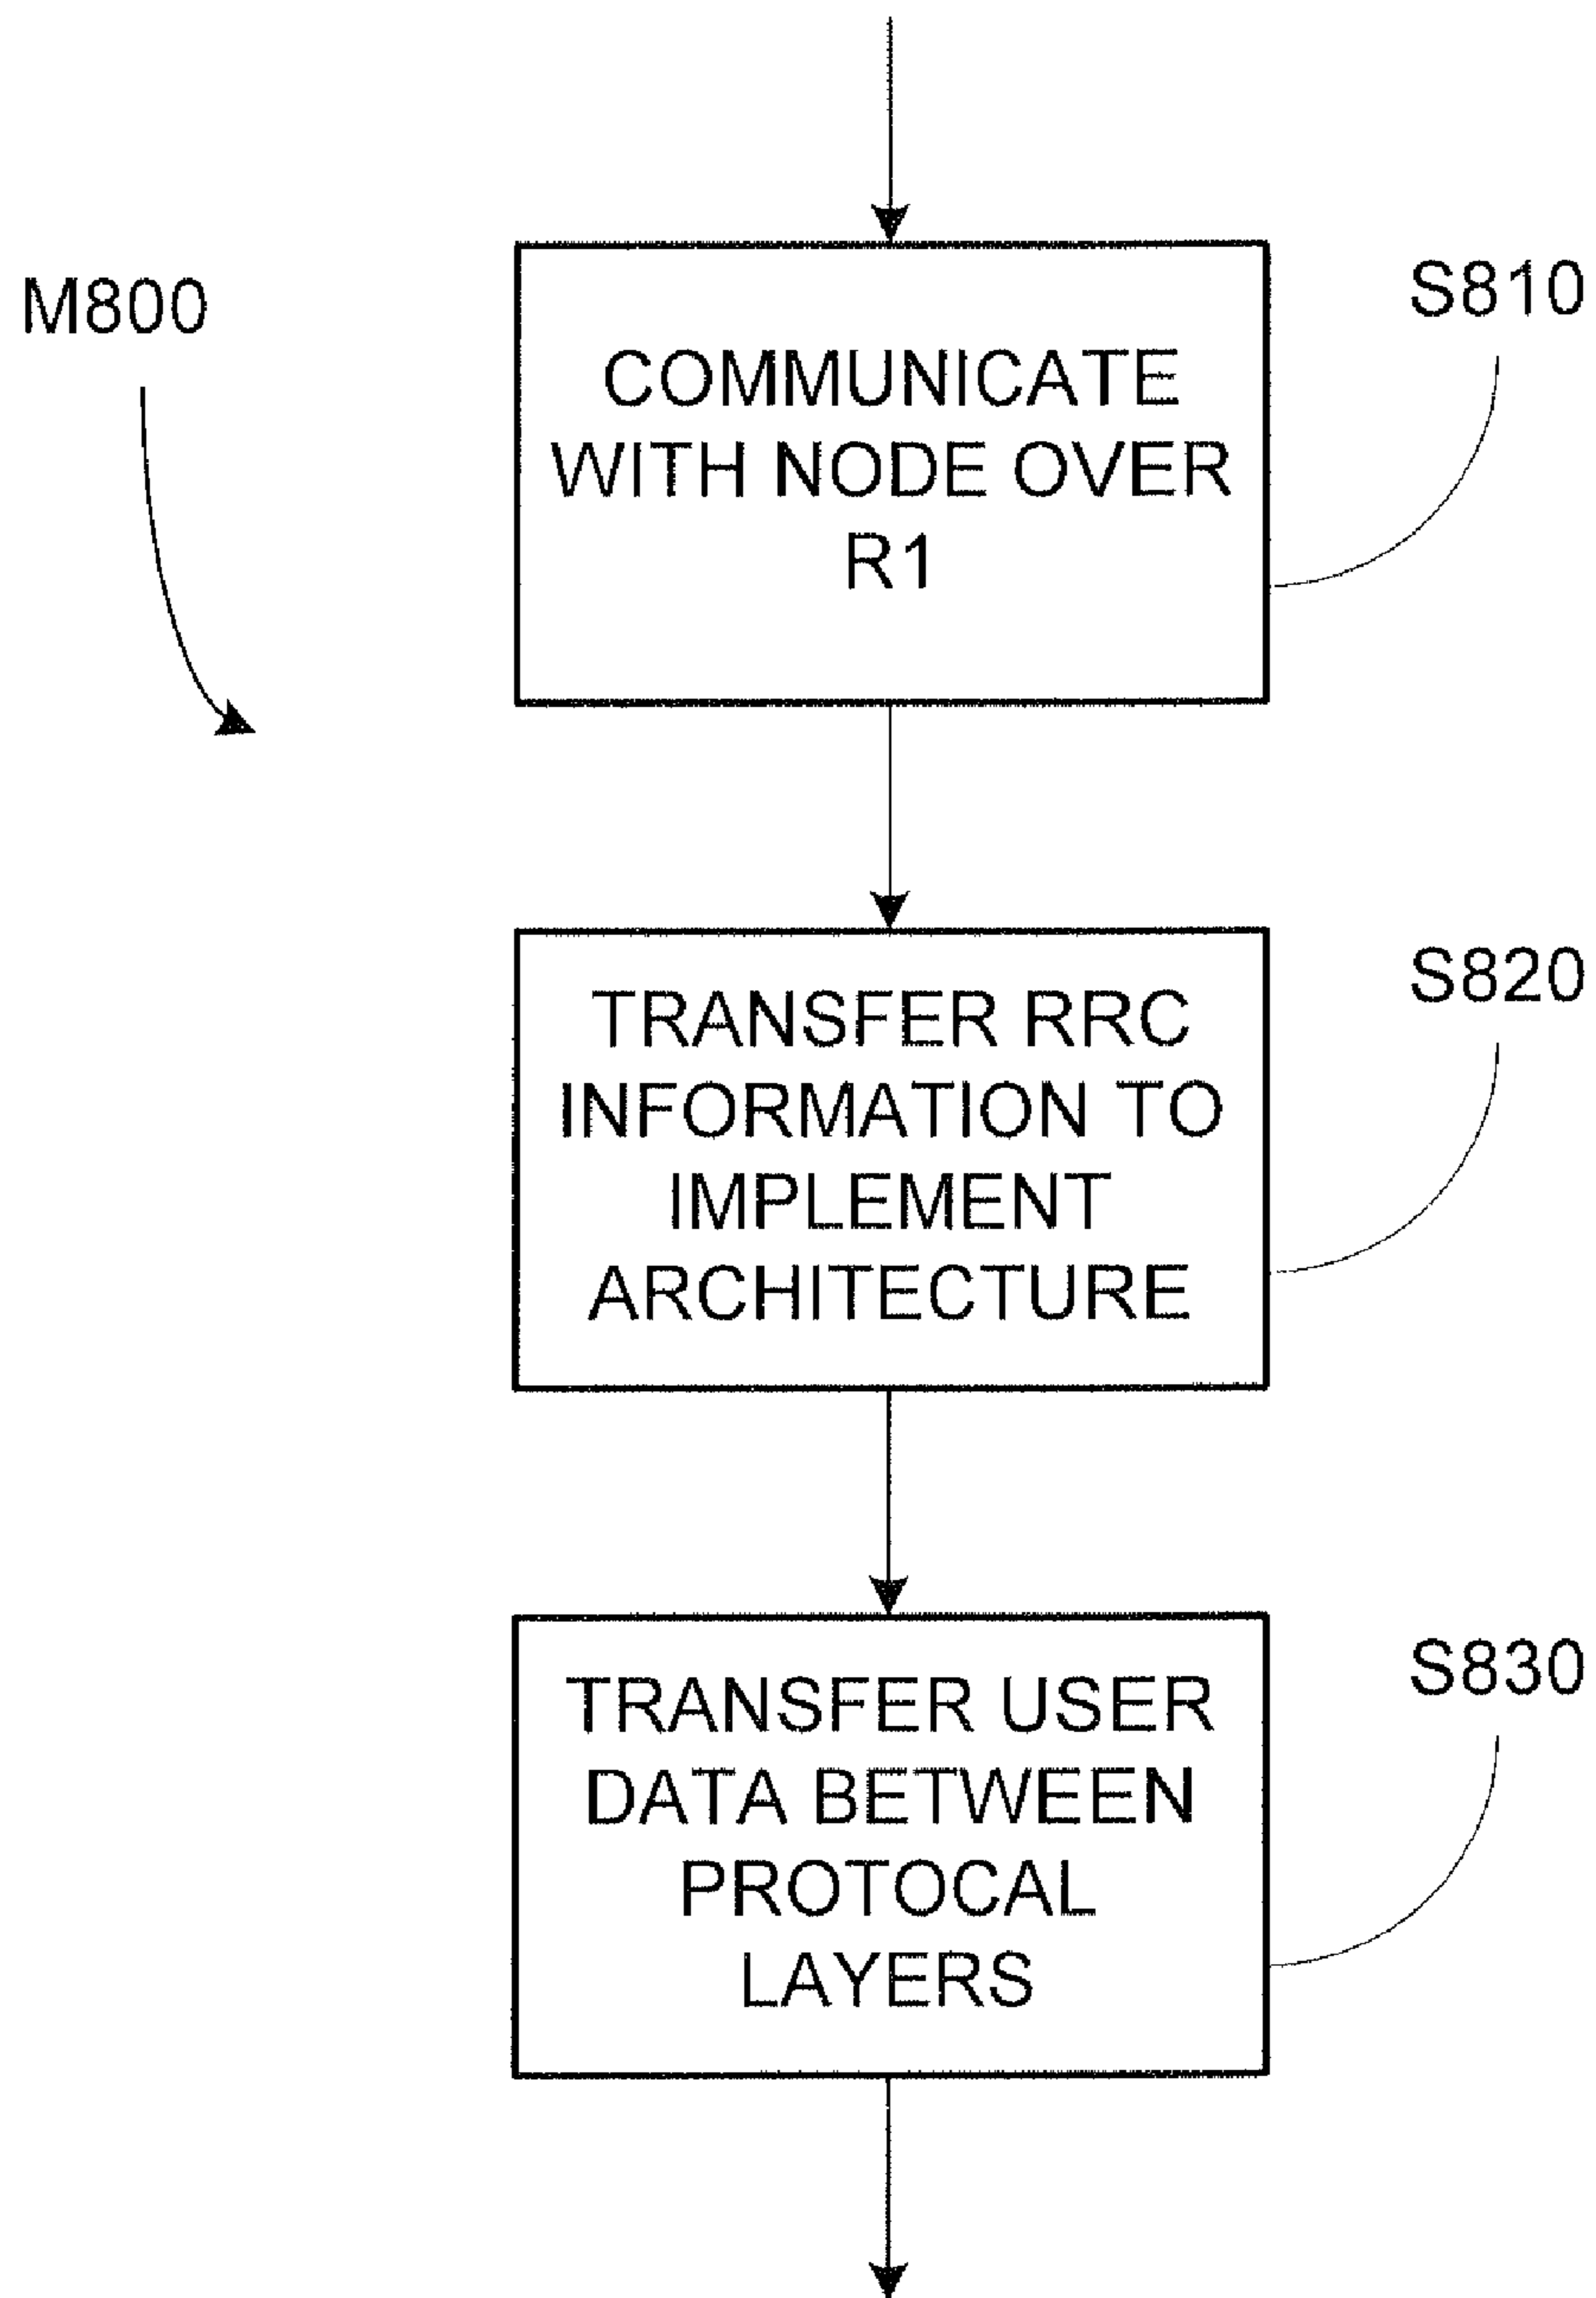 M800
S810
COMMUNICATE
WITH NODE OVER
R1
S820
TRANSFER RRC
INFORMATION TO
IMPLEMENT
ARCHITECTURE
S830
TRANSFER USER
DATA BETWEEN
PROTOCAL
LAYERS